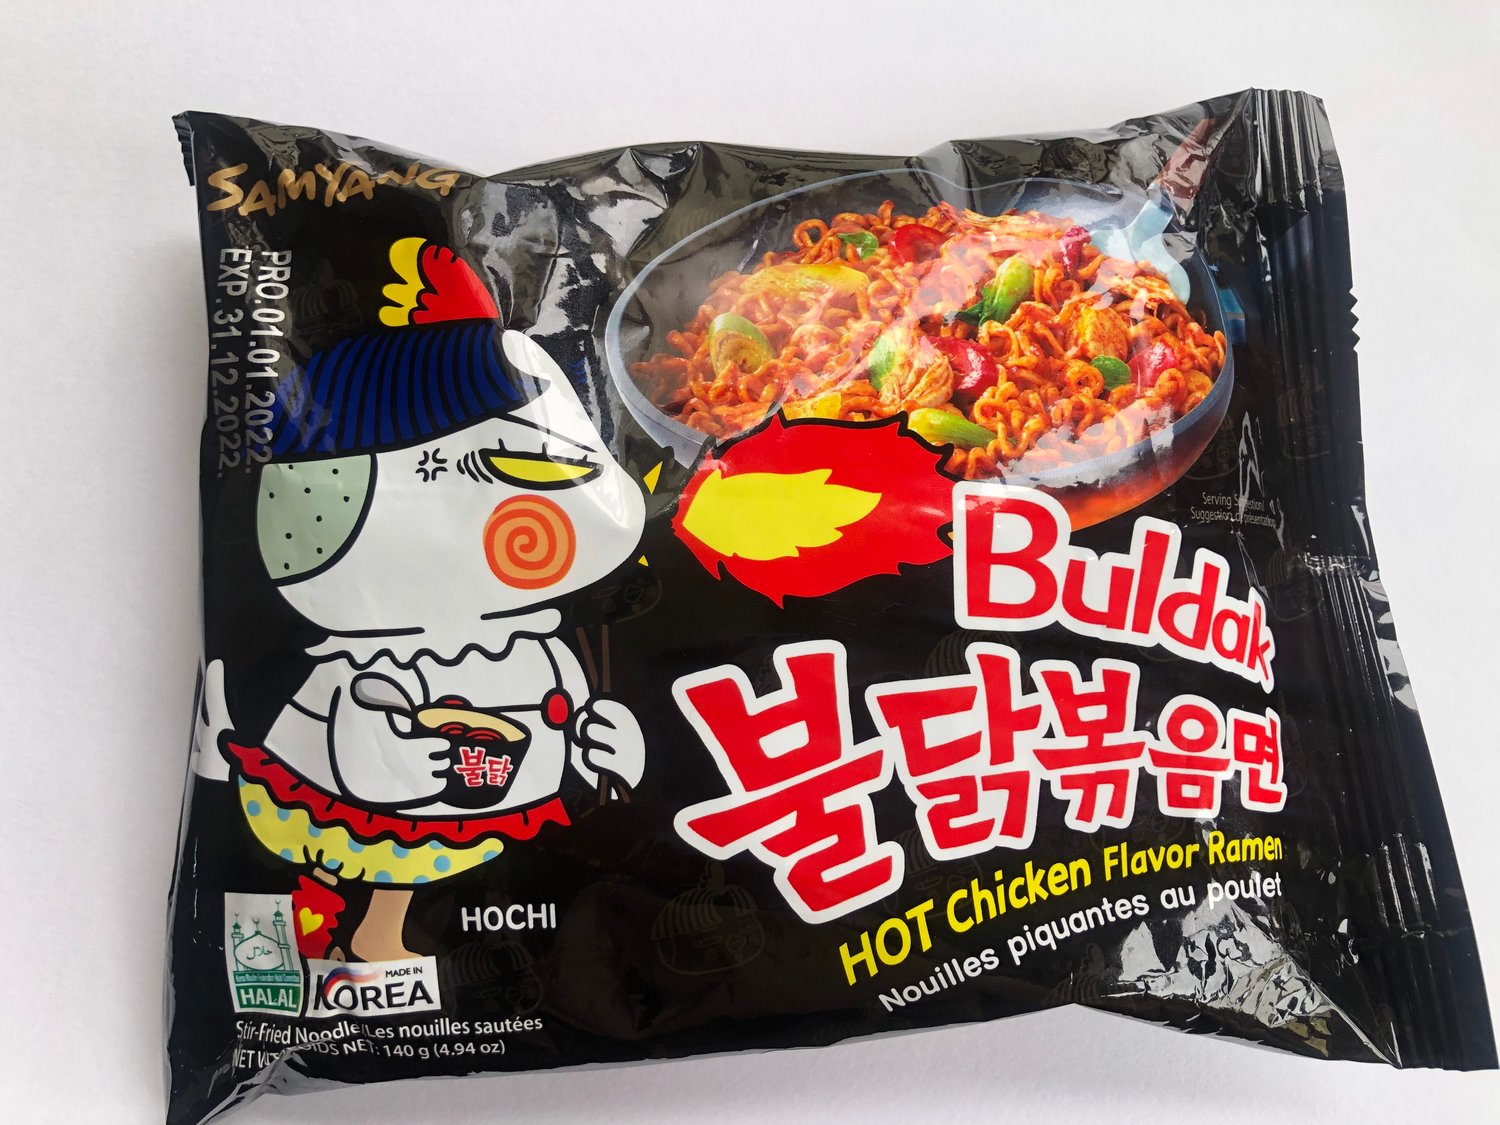 SAMYANG
PRO.01.01.2022.
EXP.31.12.2022.
Serving
Suggestion
Buldak
불닭볶음면
HOT Chicken Flavor Ramen
Nouilles piquantes au poulet
불닭
HOCHI
حلال
HALAL
MADE IN
KOREA
Stir-Fried Noodle/Les nouilles sautées
NET: 140 g (4.94 oz)